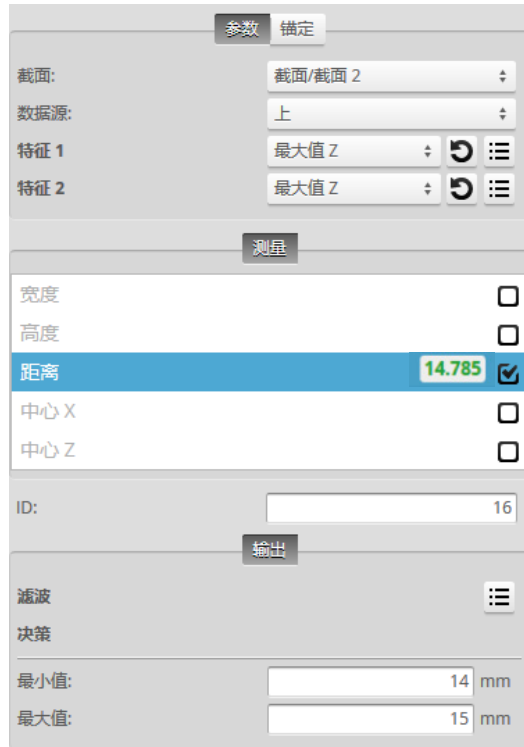 参数 锚定
截面: 截面/截面 2
数据源: 上
特征 1 最大值 Z
特征 2 最大值 Z
测量
宽度
高度
距离 14.785
中心 X
中心 Z
ID: 16
输出
滤波
决策
最小值: 14 mm
最大值: 15 mm